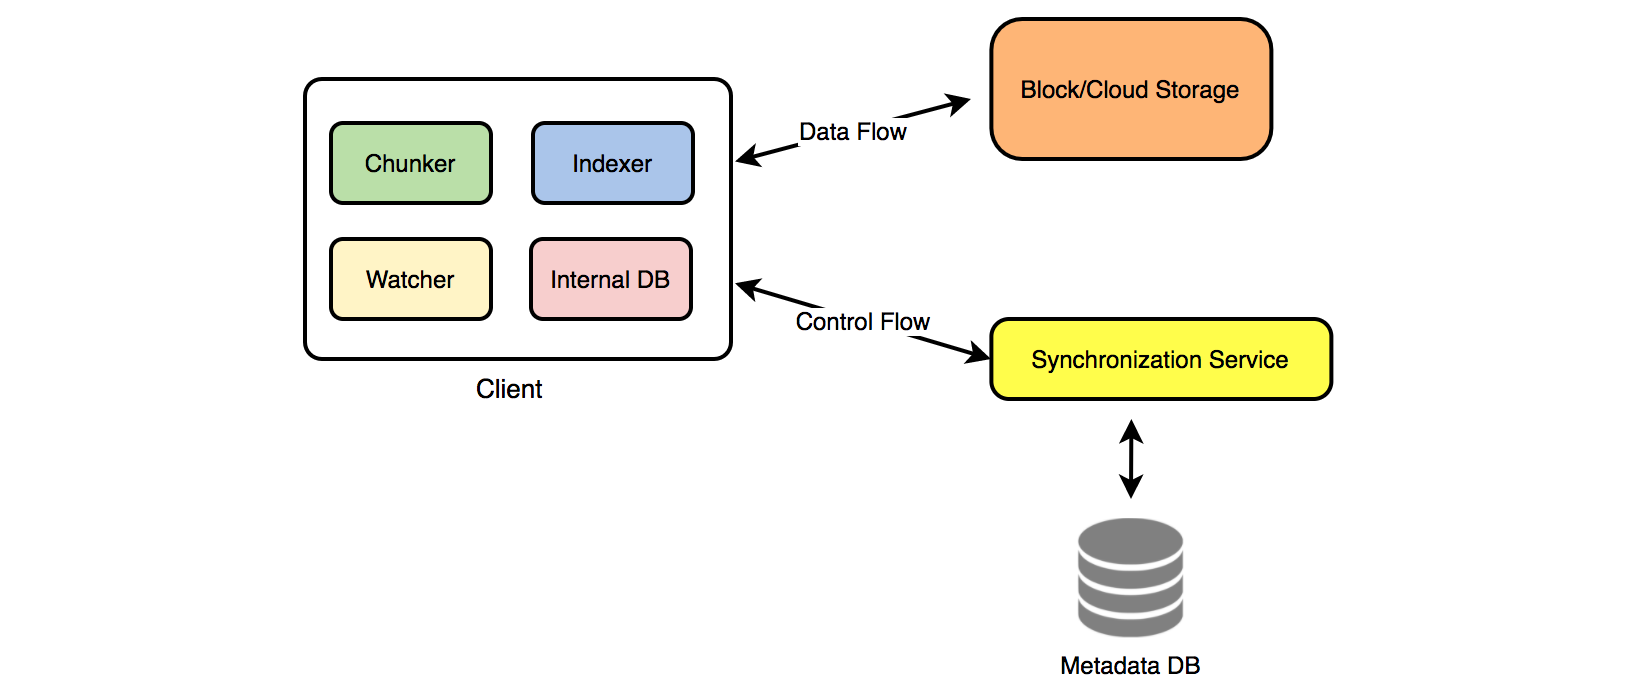 Block/Cloud Storage
Data Flow
Chunker
Indexer
Watcher
Internal DB
Control Flow
Synchronization Service
Client
Metadata DB